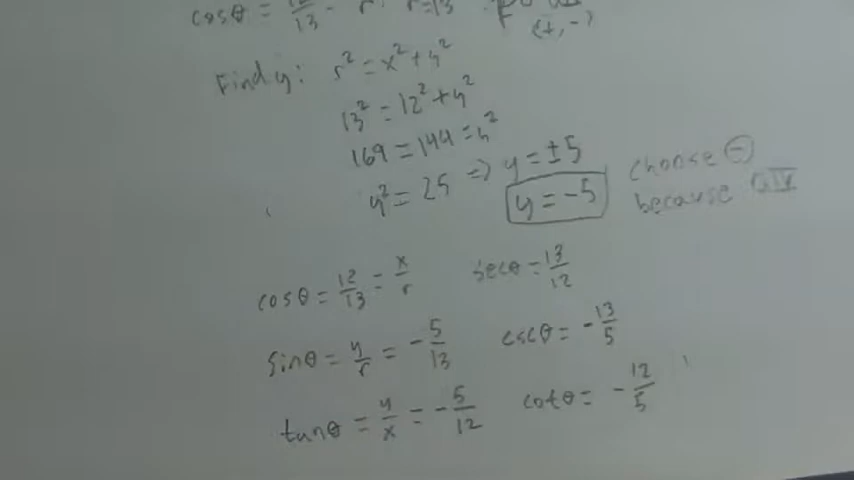 cosθ = 12/13 - r. r=13
(+, -)
Find y: r² = x² + y²
13² = 12² + y²
169 = 144 = y²
y² = 25 => y = ±5
y = -5
choose (-)
because QIV
cosθ = 12/13 = x/r secθ = 13/12
sinθ = y/r = -5/13 cscθ = -13/5
tanθ = y/x = -5/12 cotθ = -12/5